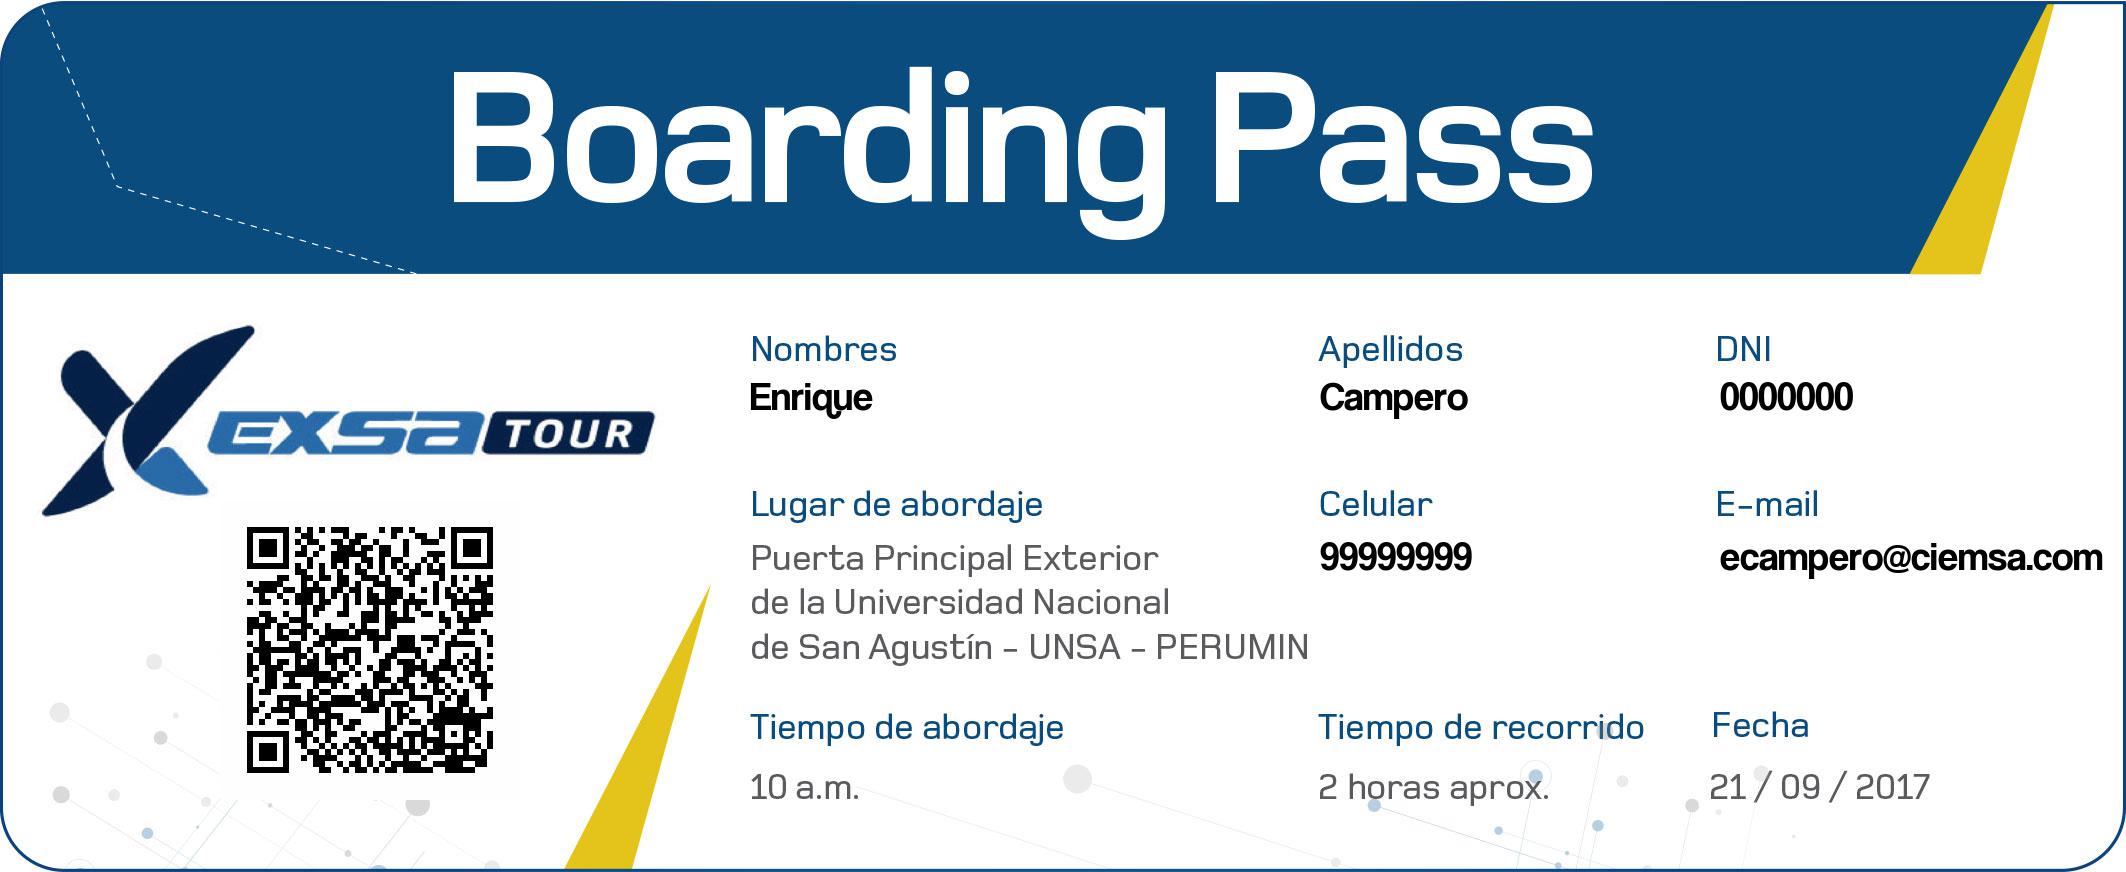 Boarding Pass
EXSA TOUR
Nombres
Enrique
Apellidos
Campero
DNI
0000000
Lugar de abordaje
Puerta Principal Exterior
de la Universidad Nacional
de San Agustín - UNSA - PERUMIN
Celular
99999999
E-mail
ecampero@ciemsa.com
Tiempo de abordaje
10 a.m.
Tiempo de recorrido
2 horas aprox.
Fecha
21 / 09 / 2017